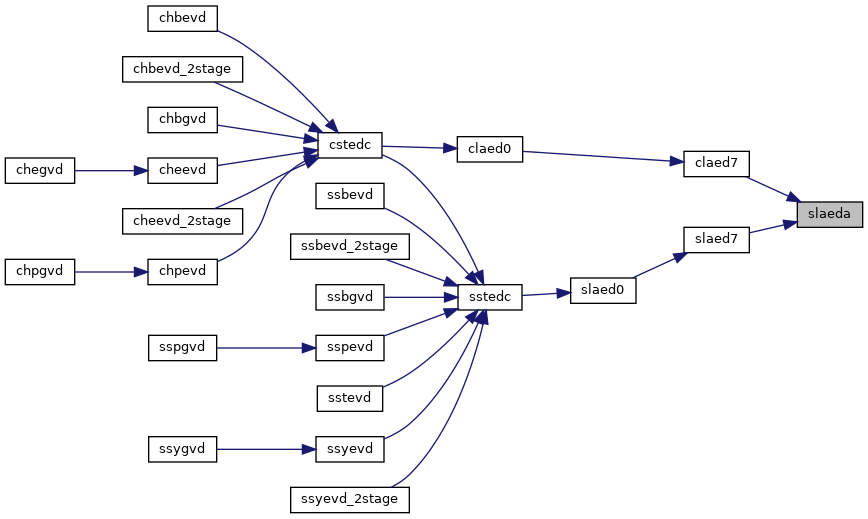 chbevd
chbevd_2stage
chbgvd
cstedc
claed0
claed7
chegvd
cheevd
ssbevd
slaeda
cheevd_2stage
ssbevd_2stage
slaed7
chpgvd
chpevd
ssbgvd
sstedc
slaed0
sspgvd
sspevd
sstevd
ssygvd
ssyevd
ssyevd_2stage